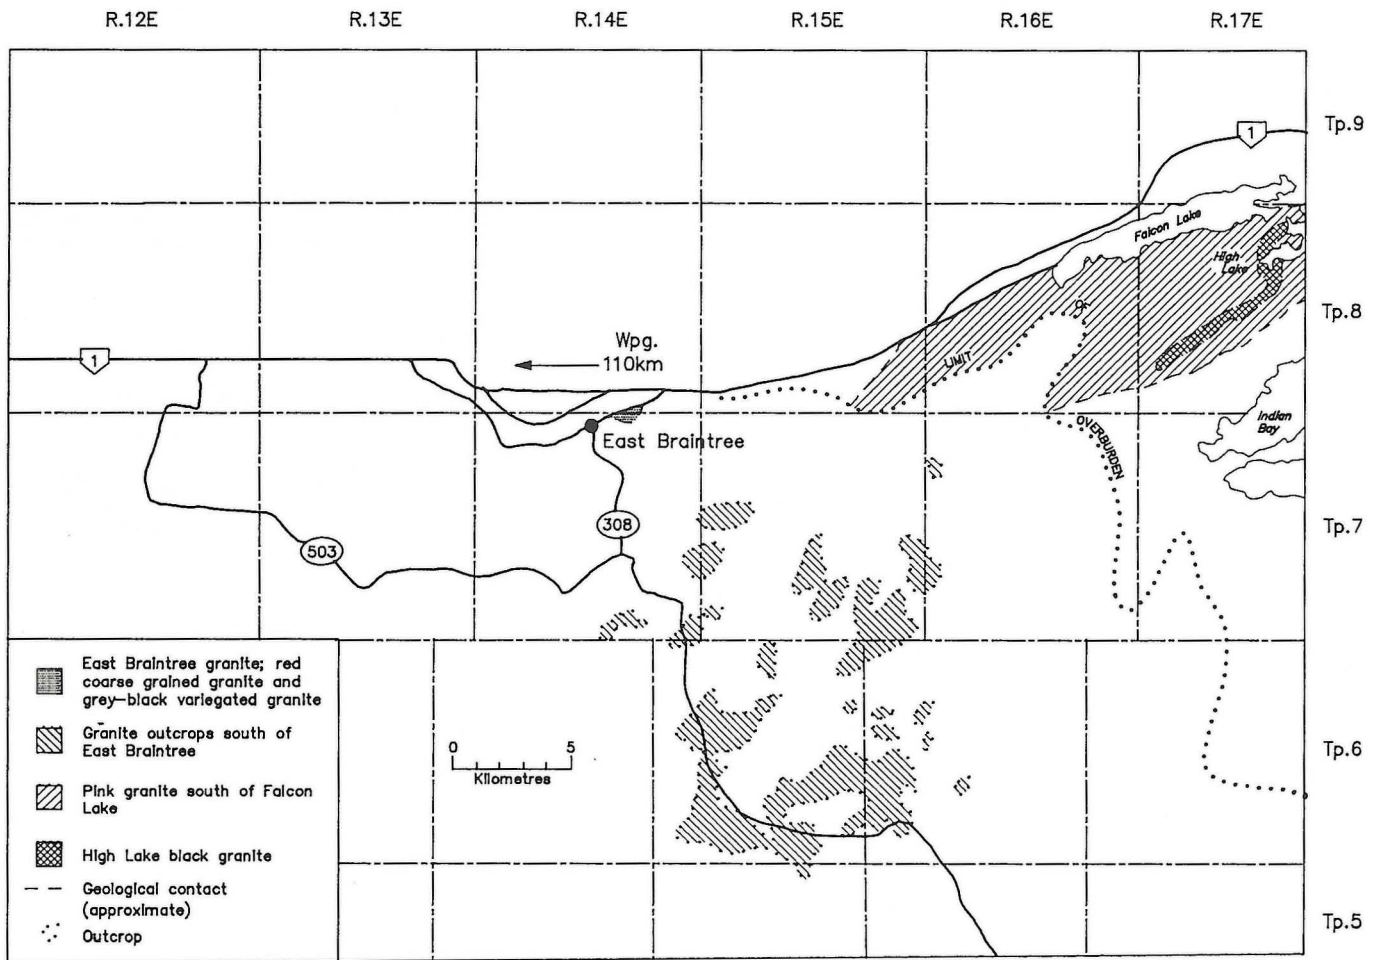 R.12E
R.13E
R.14E
R.15E
R.16E
R.17E
Tp.9
1
Falcon Lake
High
Lake
OF
Tp.8
Wpg.
110km
1
LIMIT
Indian
Bay
OVERBURDEN
East Braintree
308
503
Tp.7
East Braintree granite; red
coarse grained granite and
grey-black variegated granite
Granite outcrops south of
East Braintree
Pink granite south of Falcon
Lake
High Lake black granite
Geological contact
(approximate)
Outcrop
0 5
Kilometres
Tp.6
Tp.5